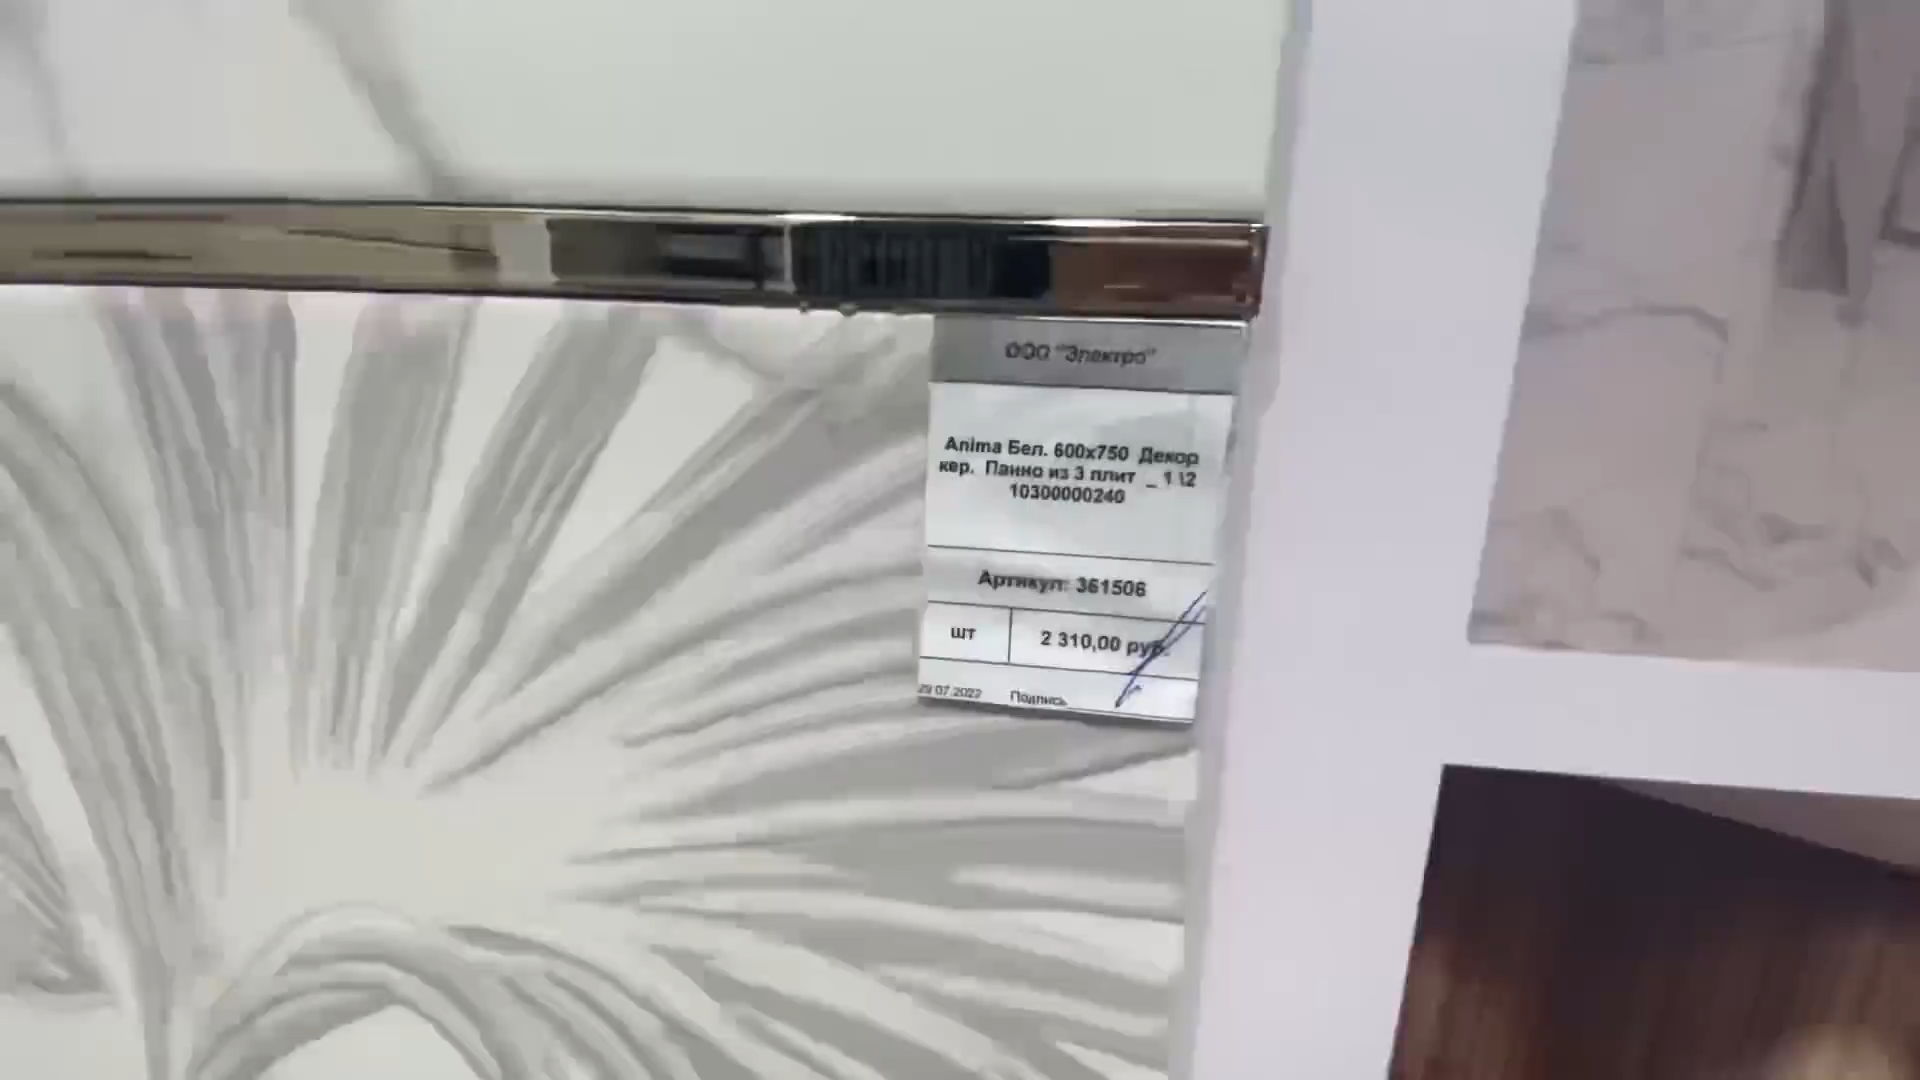 ООО "Электро"
Anima Бел. 600х750 Декор
кер. Панно из 3 плит _ 1 \2
10300000240
Артикул: 361506
шт
2 310,00 руб.
29.07.2022 Подпись